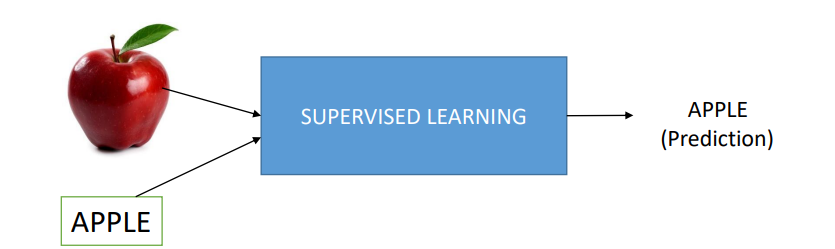 SUPERVISED LEARNING
APPLE
(Prediction)
APPLE